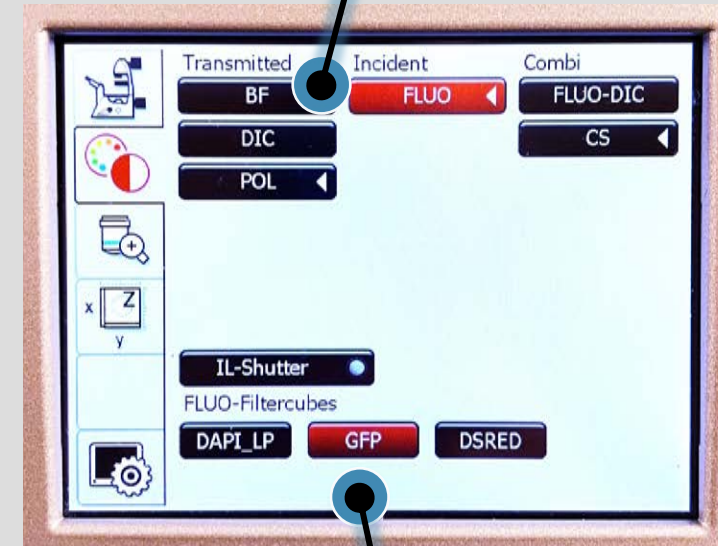 Transmitted Incident Combi
BF FLUO FLUO-DIC
DIC CS
POL
x Z
y
IL-Shutter
FLUO-Filtercubes
DAPI_LP GFP DSRED